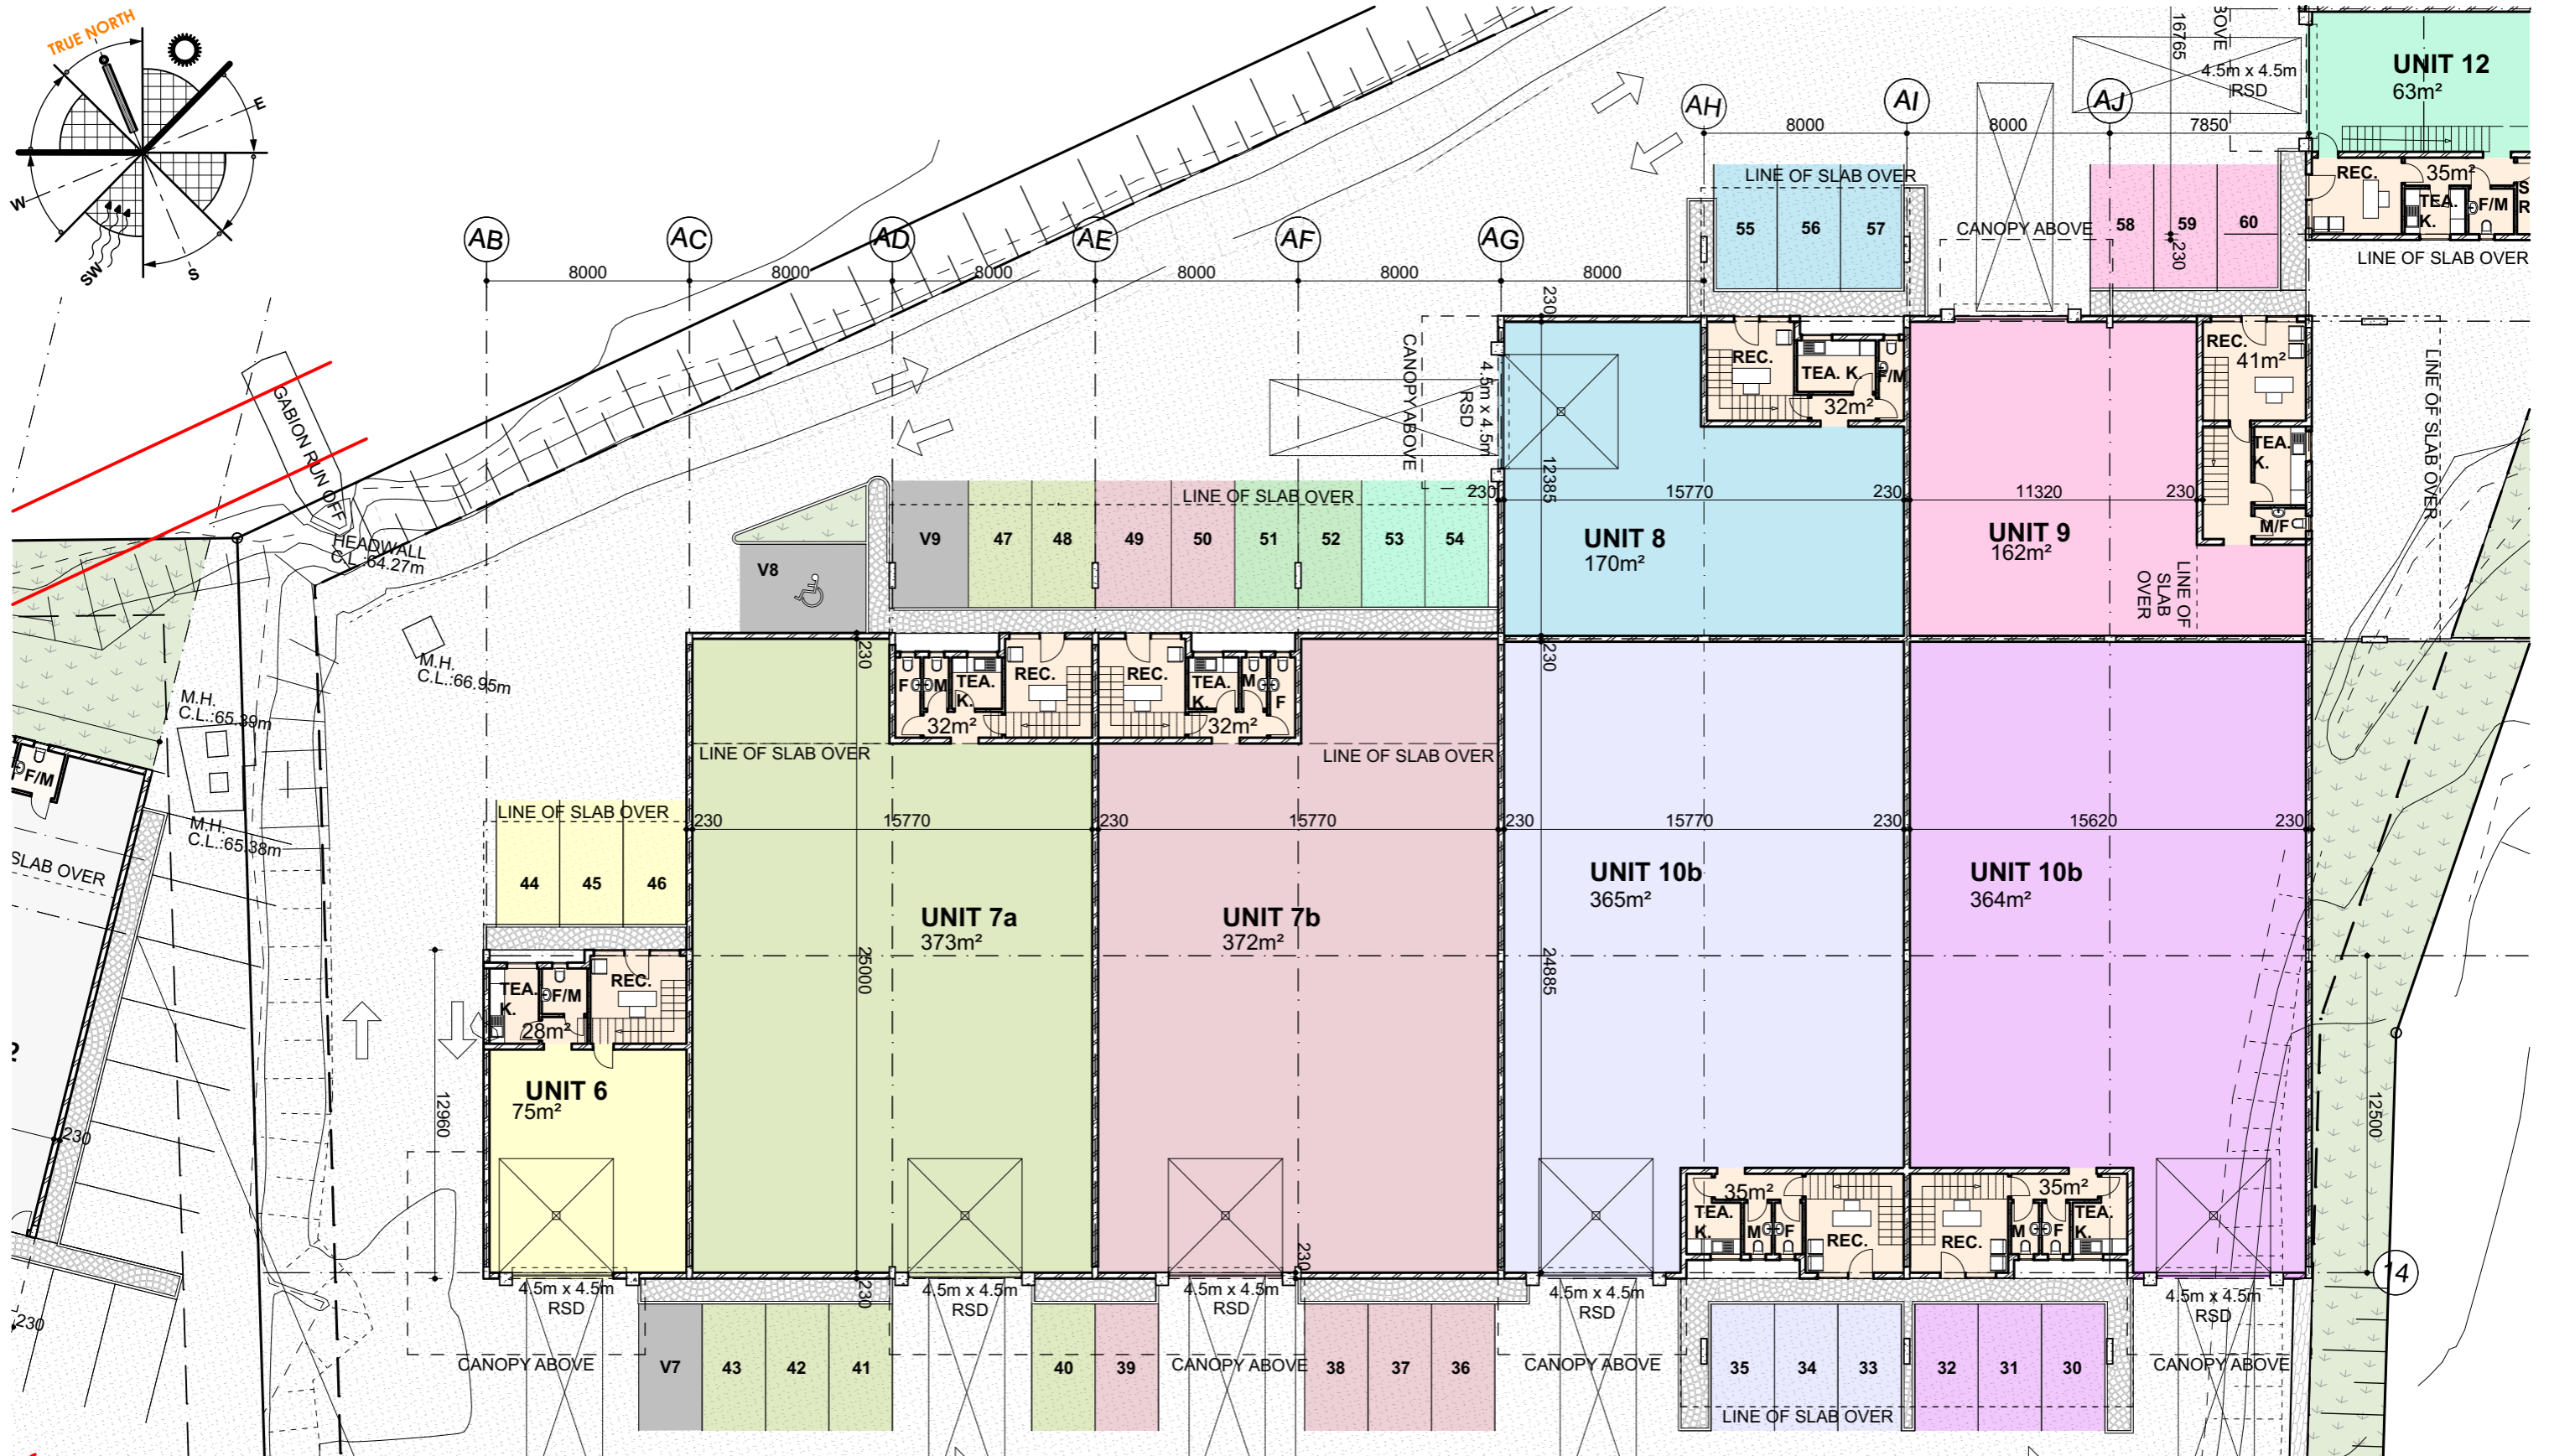 TRUE NORTH
E
W
SW
S
AB
AC
AD
AE
AF
AG
AH
AI
AJ
8000
8000
8000
8000
8000
8000
8000
8000
7850
16765
4.5m x 4.5m
RSD
UNIT 12
63m²
REC.
35m²
TEA.
K.
F/M
LINE OF SLAB OVER
LINE OF SLAB OVER
55
56
57
CANOPY ABOVE
58
59
60
230
GABION RUN OFF
HEADWALL
C.L.:64.27m
M.H.
C.L.:66.95m
M.H.
C.L.:65.39m
M.H.
C.L.:65.38m
F/M
SLAB OVER
2
230
230
V8
V9
47
48
49
50
51
52
53
54
LINE OF SLAB OVER
CANOPY ABOVE
4.5m x 4.5m
RSD
230
12385
230
15770
230
UNIT 8
170m²
REC.
TEA. K.
F/M
32m²
11320
230
UNIT 9
162m²
REC.
41m²
TEA.
K.
M/F
LINE OF
SLAB
OVER
LINE OF SLAB OVER
230
F
M
TEA.
K.
REC.
32m²
REC.
TEA.
K.
M
F
32m²
230
LINE OF SLAB OVER
LINE OF SLAB OVER
LINE OF SLAB OVER
44
45
46
230
15770
230
15770
230
15770
230
15620
230
UNIT 7a
373m²
25000
UNIT 7b
372m²
UNIT 10b
365m²
24885
UNIT 10b
364m²
TEA.
K.
F/M
REC.
28m²
UNIT 6
75m²
12960
12500
14
35m²
TEA.
K.
M
F
REC.
REC.
M
F
TEA.
K.
35m²
230
230
4.5m x 4.5m
RSD
4.5m x 4.5m
RSD
4.5m x 4.5m
RSD
4.5m x 4.5m
RSD
4.5m x 4.5m
RSD
CANOPY ABOVE
V7
43
42
41
40
39
CANOPY ABOVE
38
37
36
CANOPY ABOVE
35
34
33
32
31
30
CANOPY ABOVE
LINE OF SLAB OVER